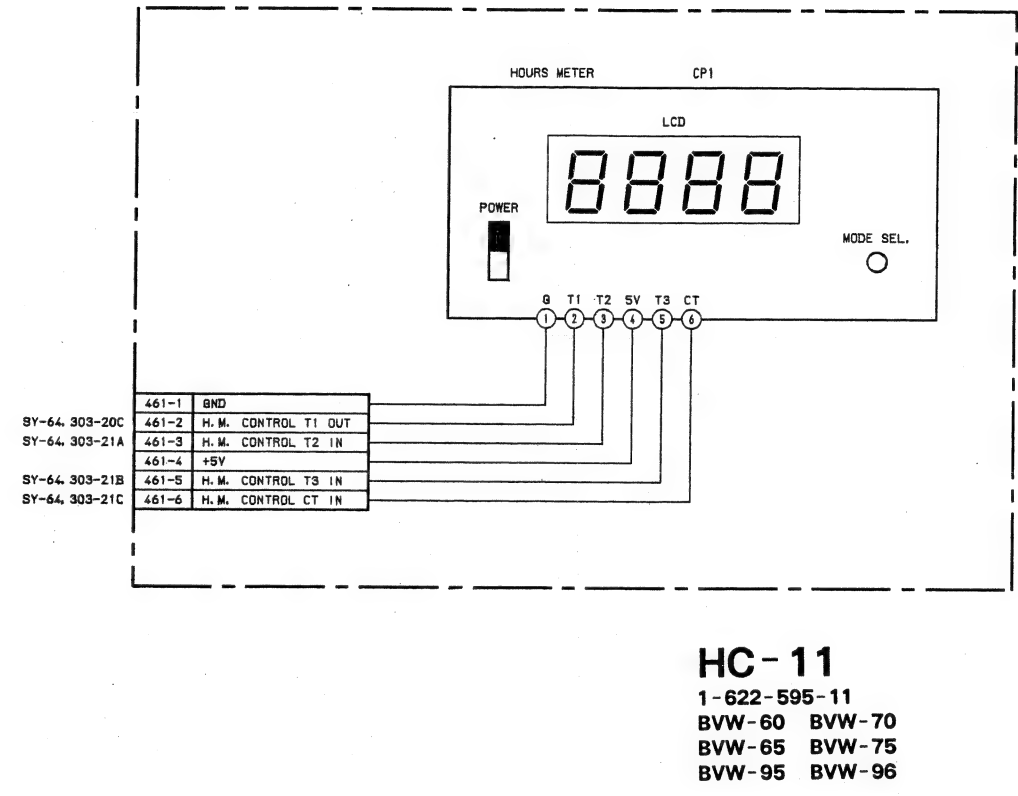 HOURS METER CP1
LCD
8888
POWER
MODE SEL.
G T1 T2 5V T3 CT
1 2 3 4 5 6
461-1 GND
SY-64. 303-20C 461-2 H.M. CONTROL T1 OUT
SY-64. 303-21A 461-3 H.M. CONTROL T2 IN
461-4 +5V
SY-64. 303-21B 461-5 H.M. CONTROL T3 IN
SY-64. 303-21C 461-6 H.M. CONTROL CT IN
HC-11
1-622-595-11
BVW-60 BVW-70
BVW-65 BVW-75
BVW-95 BVW-96